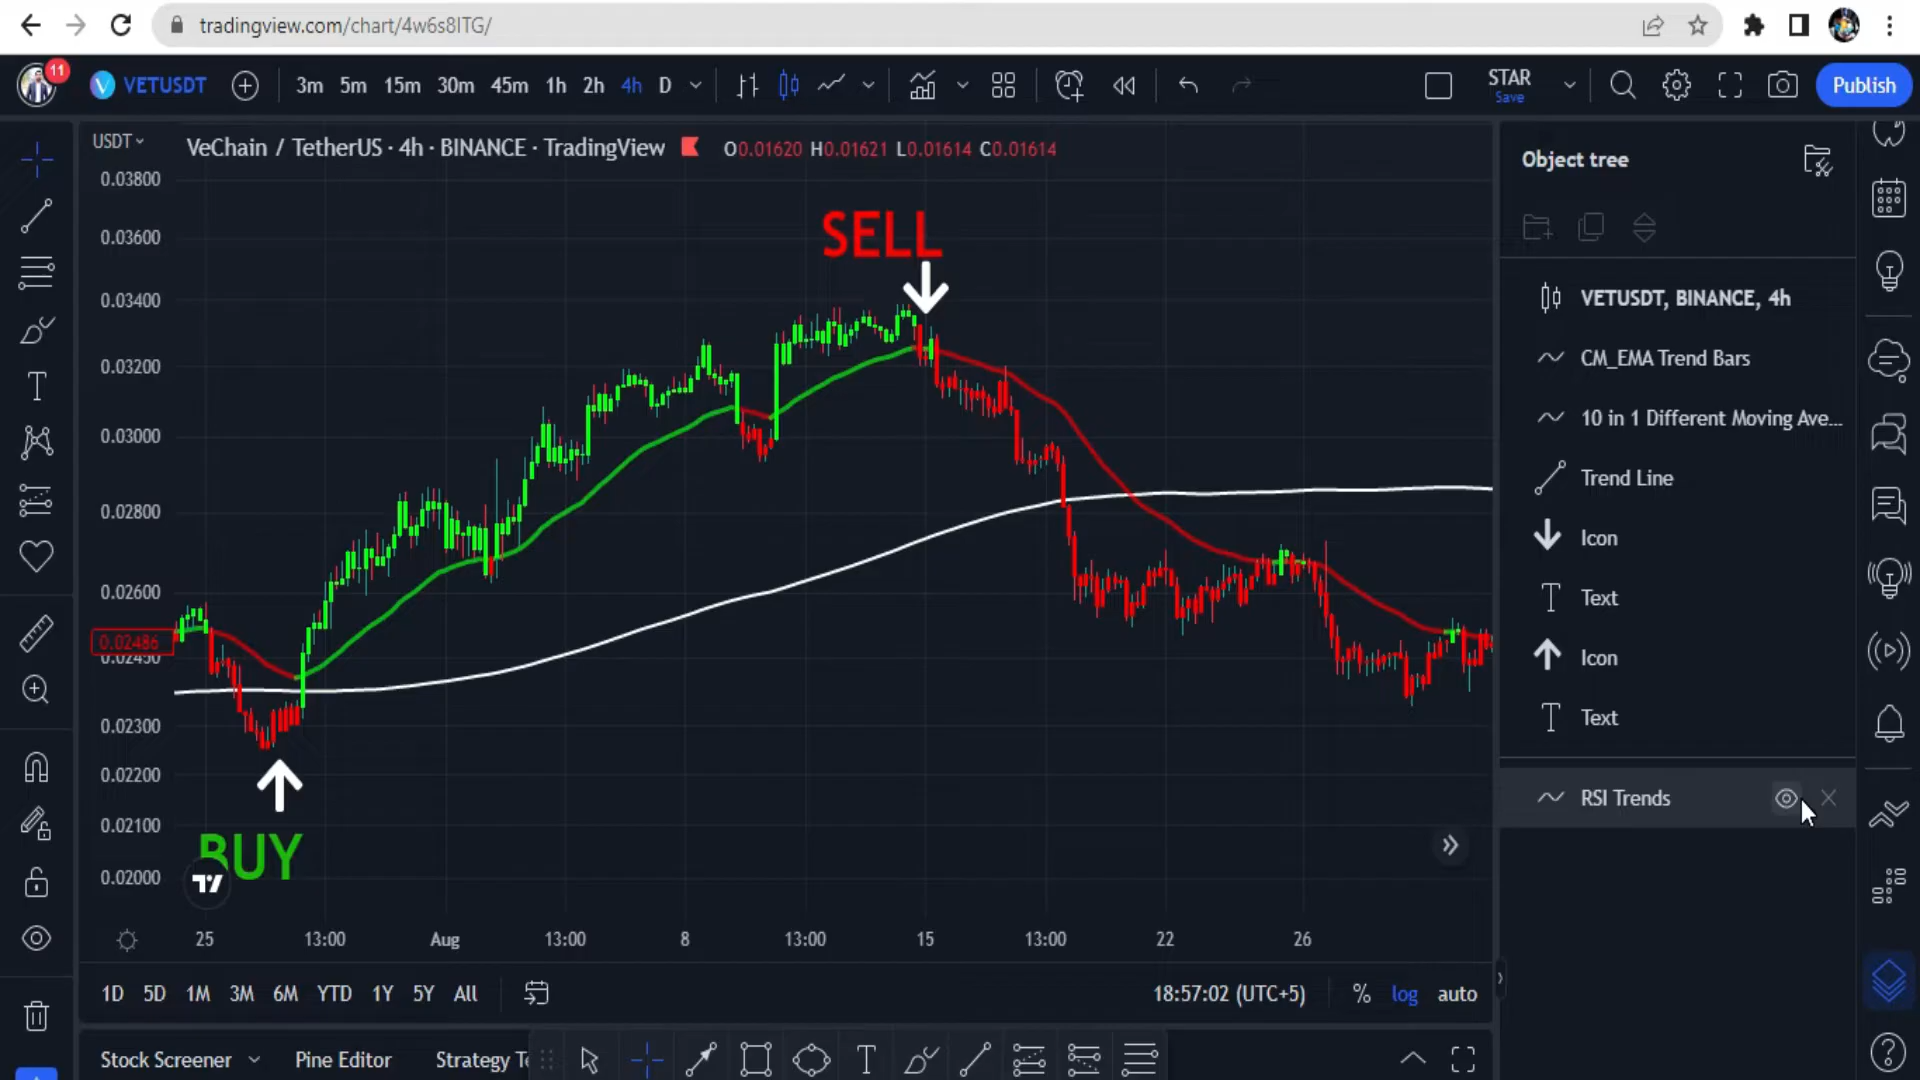 tradingview.com/chart/4w6s8ITG/
11
VETUSDT
3m 5m 15m 30m 45m 1h 2h 4h D
STAR
Save
Publish
USDT
VeChain / TetherUS · 4h · BINANCE · TradingView
O0.01620 H0.01621 L0.01614 C0.01614
0.03800
0.03600
0.03400
0.03200
0.03000
0.02800
0.02600
0.02486
0.02450
0.02300
0.02200
0.02100
0.02000
SELL
BUY
25 13:00 Aug 13:00 8 13:00 15 13:00 22 26
1D 5D 1M 3M 6M YTD 1Y 5Y All
18:57:02 (UTC+5)
% log auto
Stock Screener Pine Editor Strategy Te
Object tree
VETUSDT, BINANCE, 4h
CM_EMA Trend Bars
10 in 1 Different Moving Ave...
Trend Line
Icon
Text
Icon
Text
RSI Trends